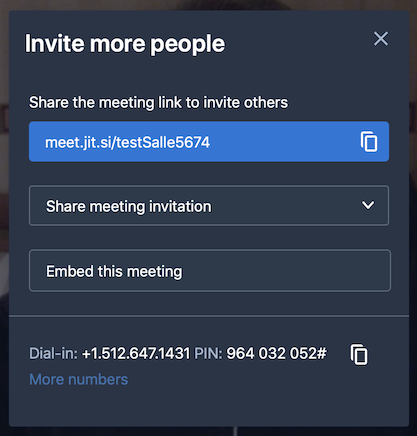 Invite more people
Share the meeting link to invite others
meet.jit.si/testSalle5674
Share meeting invitation
Embed this meeting
Dial-in: +1.512.647.1431 PIN: 964 032 052#
More numbers